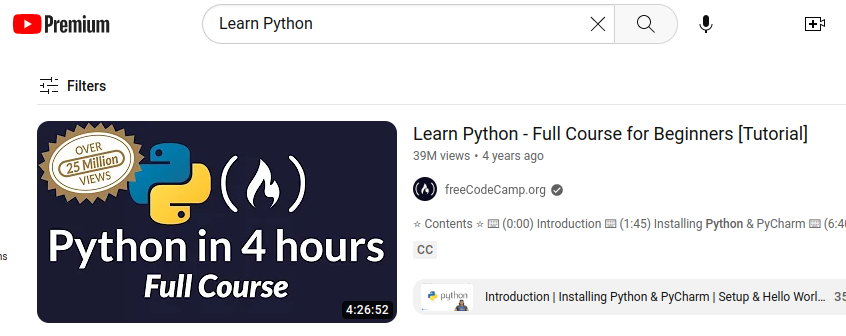 Premium
Learn Python
Filters
OVER
25 Million
VIEWS
Python in 4 hours
Full Course
4:26:52
Learn Python - Full Course for Beginners [Tutorial]
39M views • 4 years ago
freeCodeCamp.org
☆ Contents ☆ ⌨️ (0:00) Introduction ⌨️ (1:45) Installing Python & PyCharm ⌨️ (6:40
CC
python
Introduction | Installing Python & PyCharm | Setup & Hello Worl... 35